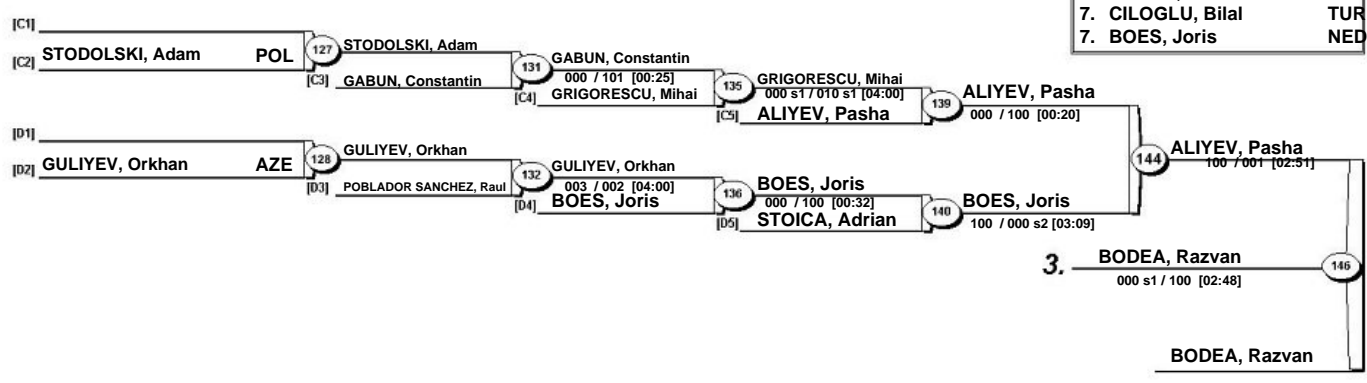 7. CILOGLU, Bilal TUR
7. BOES, Joris NED
[C1]
[C2] STODOLSKI, Adam POL
127
STODOLSKI, Adam
[C3] GABUN, Constantin
131
GABUN, Constantin
000 / 101 [00:25]
[C4] GRIGORESCU, Mihai
135
GRIGORESCU, Mihai
000 s1 / 010 s1 [04:00]
[C5] ALIYEV, Pasha
139
ALIYEV, Pasha
000 / 100 [00:20]
[D1]
[D2] GULIYEV, Orkhan AZE
128
GULIYEV, Orkhan
[D3] POBLADOR SANCHEZ, Raul
132
GULIYEV, Orkhan
003 / 002 [04:00]
[D4] BOES, Joris
136
BOES, Joris
000 / 100 [00:32]
[D5] STOICA, Adrian
140
BOES, Joris
100 / 000 s2 [03:09]
144
ALIYEV, Pasha
100 / 001 [02:51]
3. BODEA, Razvan
000 s1 / 100 [02:48]
146
BODEA, Razvan